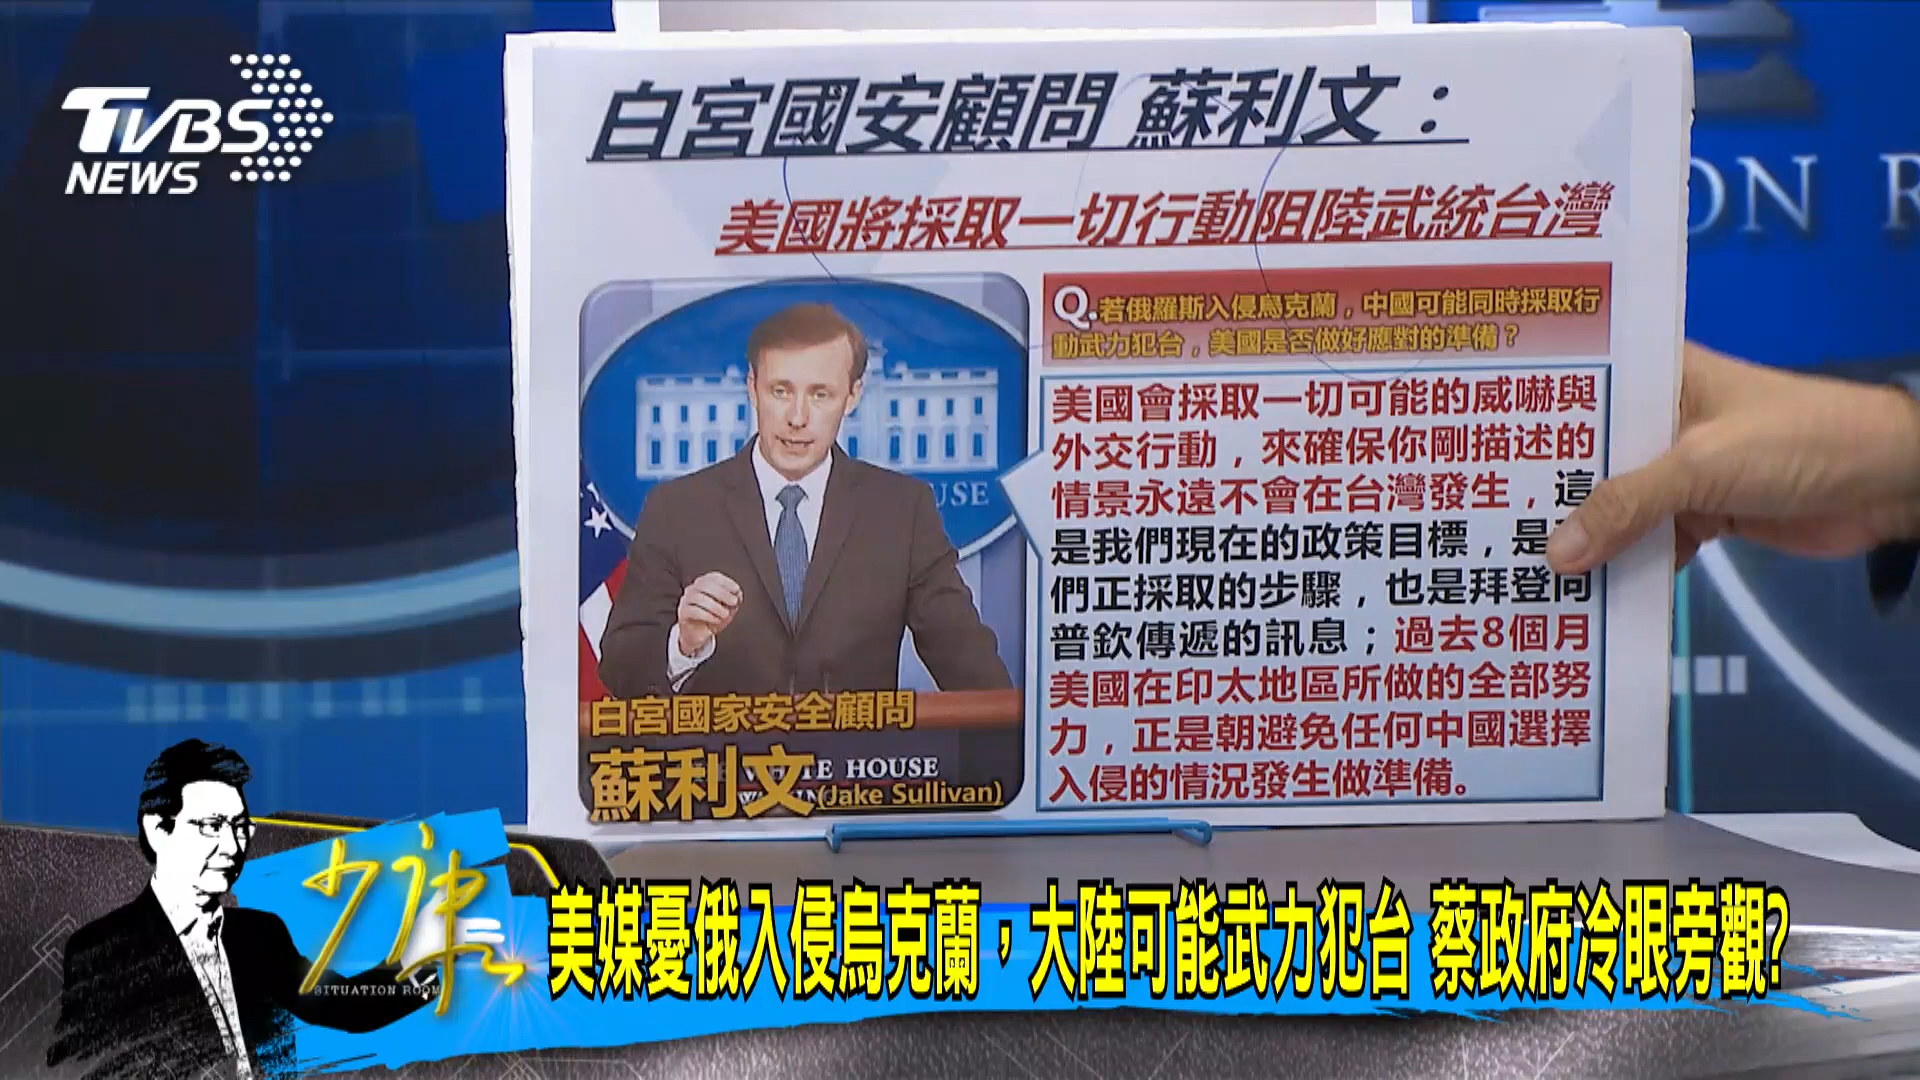 TVBS
NEWS
ON R
白宮國安顧問 蘇利文：
美國將採取一切行動阻陸武統台灣
Q.若俄羅斯入侵烏克蘭，中國可能同時採取行
動武力犯台，美國是否做好應對的準備？
美國會採取一切可能的威嚇與
外交行動，來確保你剛描述的
情景永遠不會在台灣發生，這
是我們現在的政策目標，是
們正採取的步驟，也是拜登向
普欽傳遞的訊息；過去8個月
美國在印太地區所做的全部努
力，正是朝避免任何中國選擇
入侵的情況發生做準備。
USE
白宮國家安全顧問
HOUSE
蘇利文(Jake Sullivan)
少康
SITUATION ROOM
美媒憂俄入侵烏克蘭，大陸可能武力犯台 蔡政府冷眼旁觀?